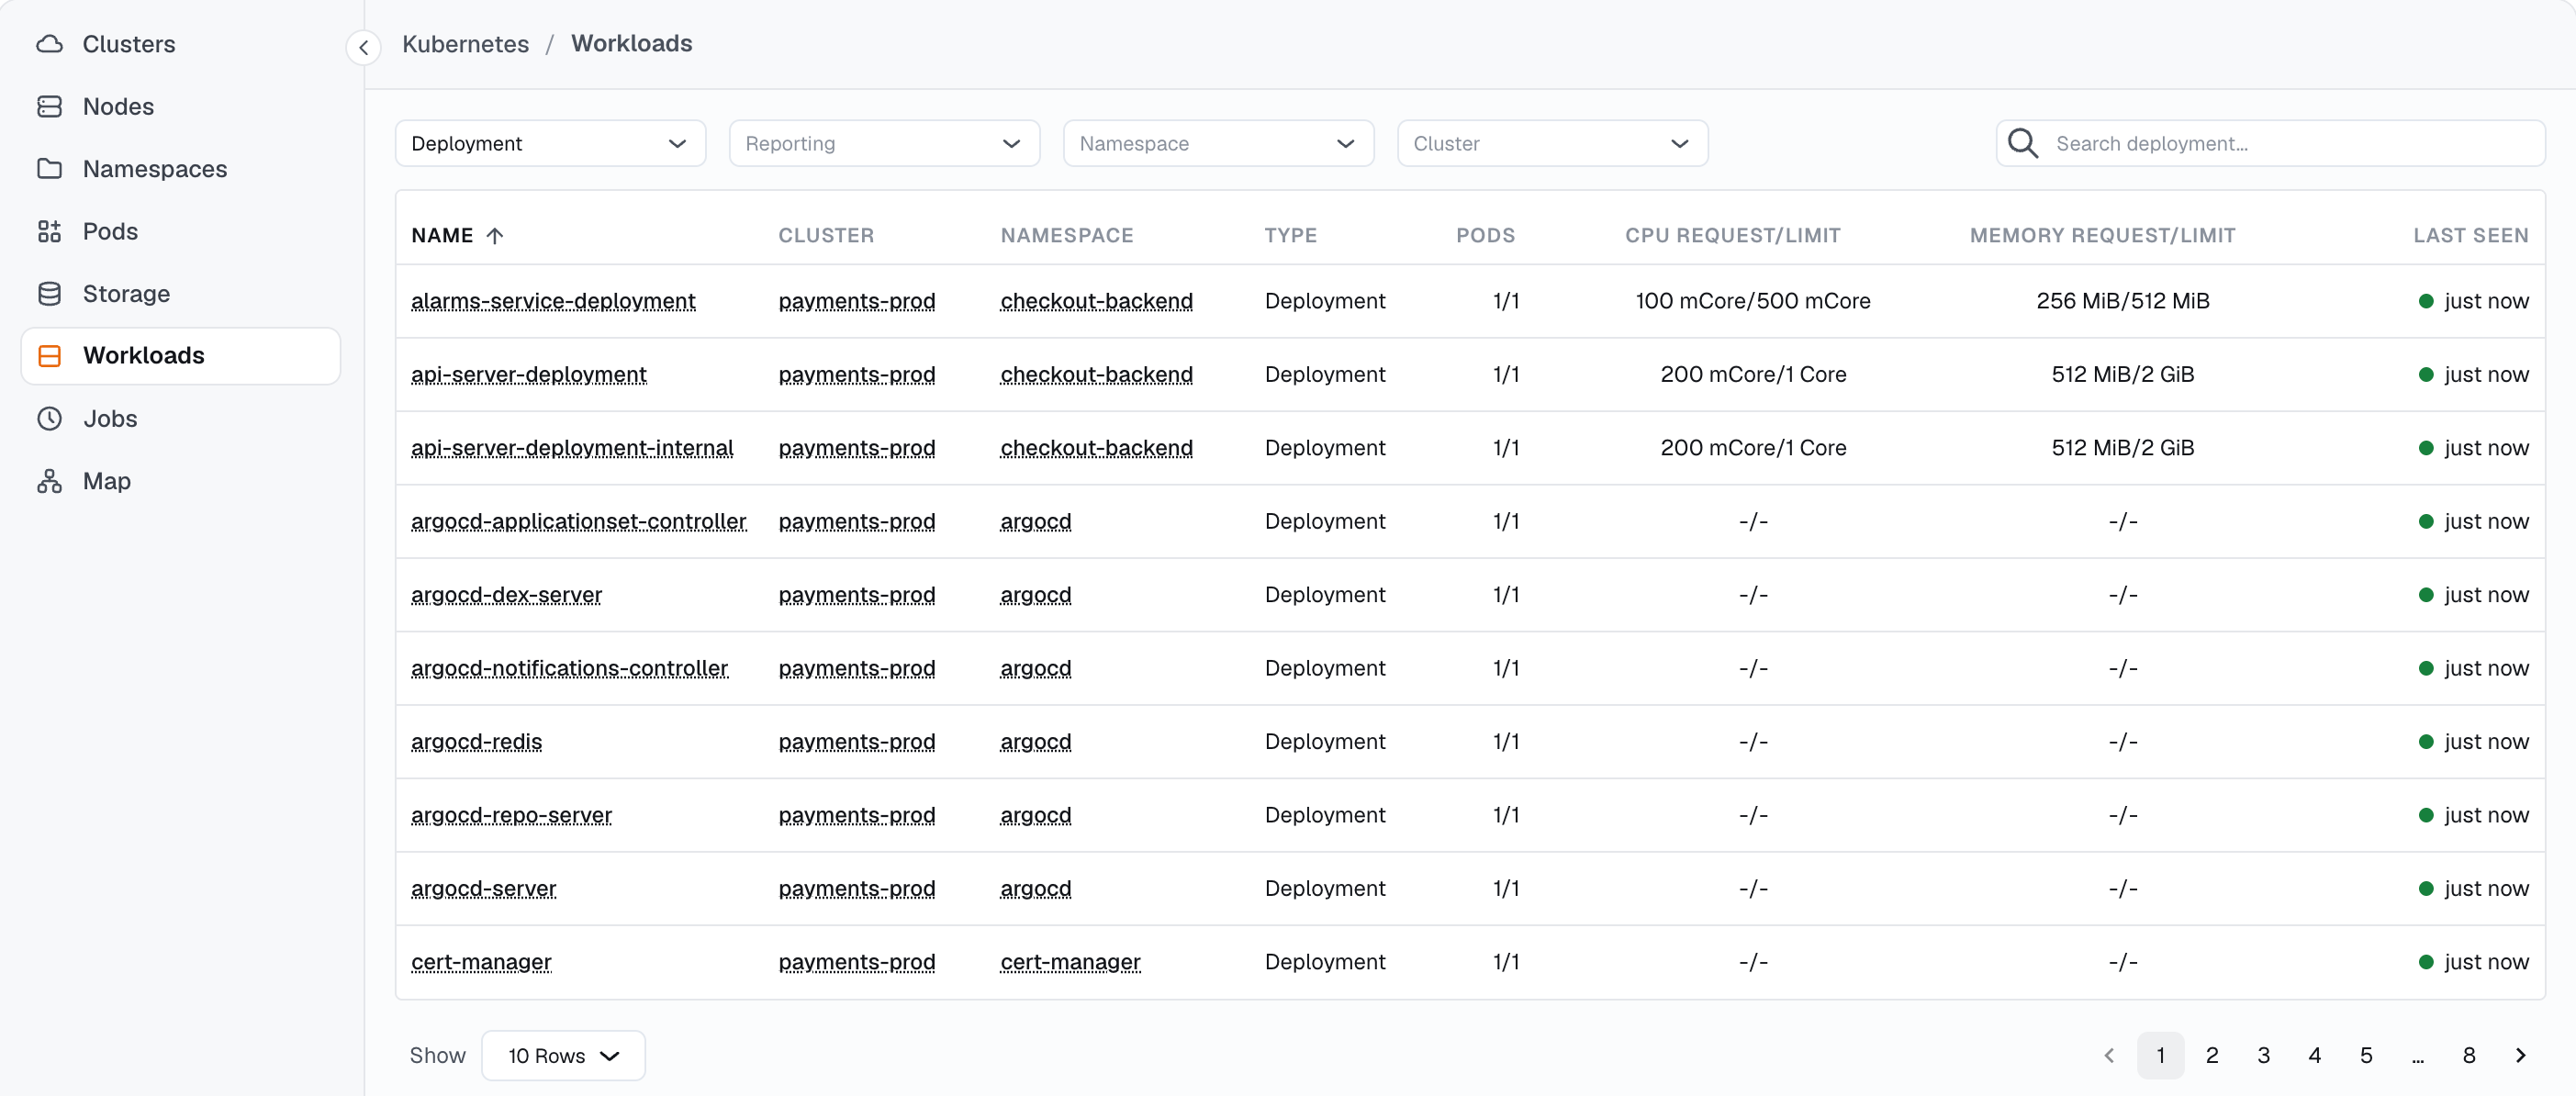 Clusters
Nodes
Namespaces
Pods
Storage
Workloads
Jobs
Map
Kubernetes / Workloads
Deployment Reporting Namespace Cluster Search deployment...
NAME ↑ CLUSTER NAMESPACE TYPE PODS CPU REQUEST/LIMIT MEMORY REQUEST/LIMIT LAST SEEN
alarms-service-deployment payments-prod checkout-backend Deployment 1/1 100 mCore/500 mCore 256 MiB/512 MiB just now
api-server-deployment payments-prod checkout-backend Deployment 1/1 200 mCore/1 Core 512 MiB/2 GiB just now
api-server-deployment-internal payments-prod checkout-backend Deployment 1/1 200 mCore/1 Core 512 MiB/2 GiB just now
argocd-applicationset-controller payments-prod argocd Deployment 1/1 -/- -/- just now
argocd-dex-server payments-prod argocd Deployment 1/1 -/- -/- just now
argocd-notifications-controller payments-prod argocd Deployment 1/1 -/- -/- just now
argocd-redis payments-prod argocd Deployment 1/1 -/- -/- just now
argocd-repo-server payments-prod argocd Deployment 1/1 -/- -/- just now
argocd-server payments-prod argocd Deployment 1/1 -/- -/- just now
cert-manager payments-prod cert-manager Deployment 1/1 -/- -/- just now
Show 10 Rows 1 2 3 4 5 ... 8